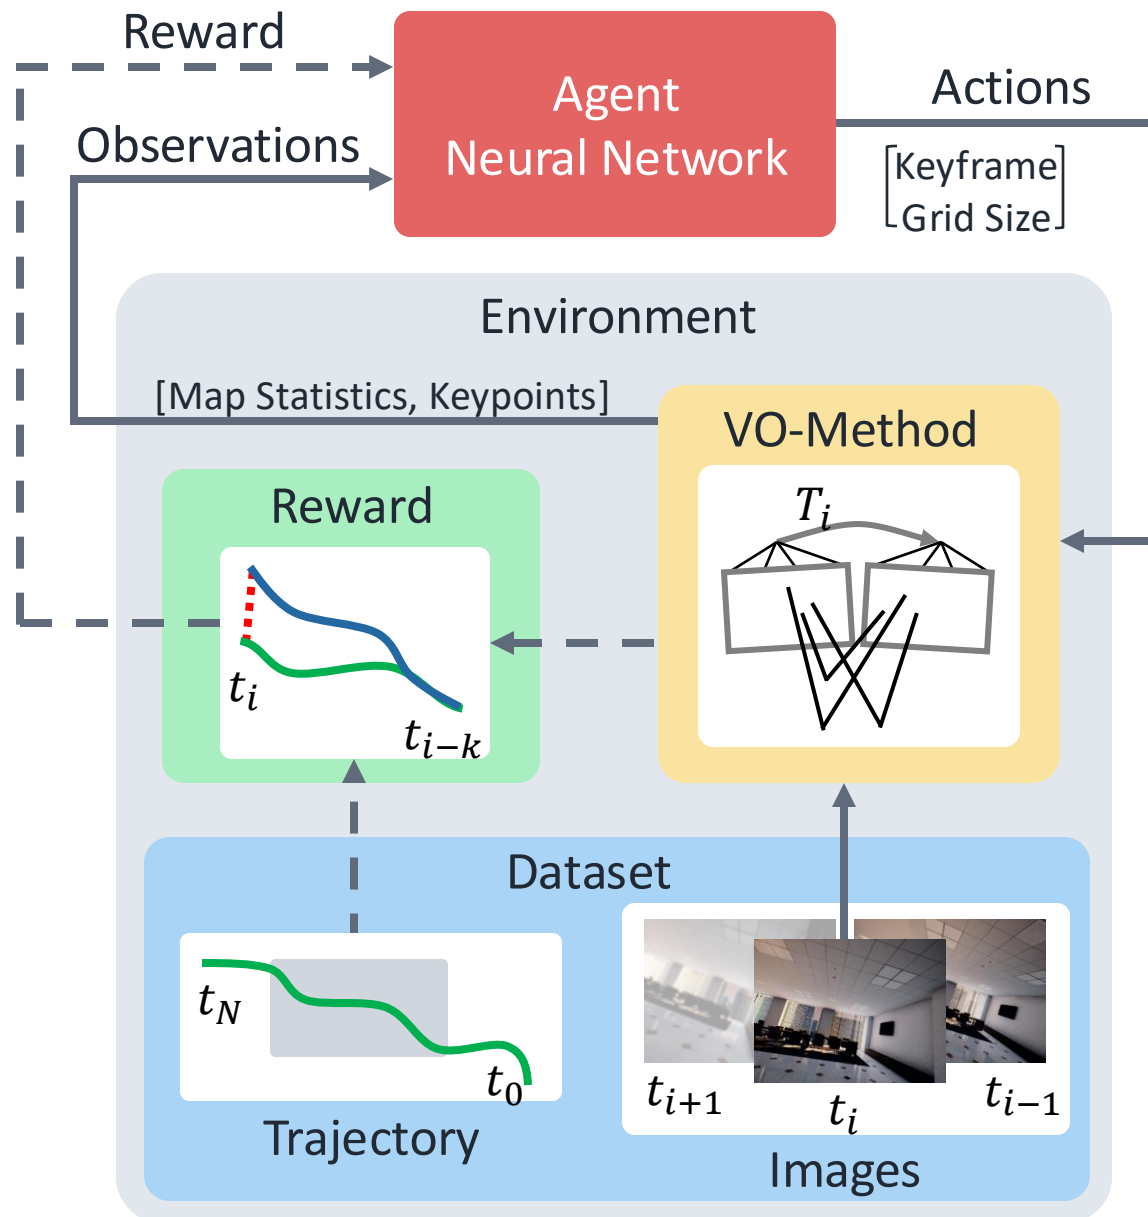 Reward
Agent
Neural Network
Actions
Observations
[Keyframe
Grid Size]
Environment
[Map Statistics, Keypoints]
VO-Method
Reward
T_i
t_i
t_{i−k}
Dataset
t_N
t_0
t_{i+1}
t_i
t_{i−1}
Trajectory
Images